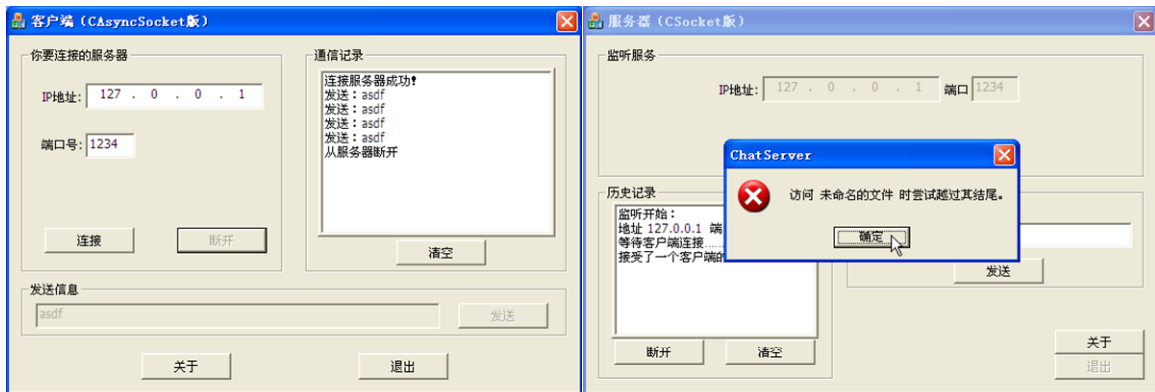 客户端（CAsyncSocket版）
你要连接的服务器
IP地址: 127 . 0 . 0 . 1
端口号: 1234
连接
断开
通信记录
连接服务器成功!
发送：asdf
发送：asdf
发送：asdf
发送：asdf
从服务器断开
清空
发送信息
asdf
发送
关于
退出
服务器（CSocket版）
监听服务
IP地址: 127 . 0 . 0 . 1 端口 1234
ChatServer
访问 未命名的文件 时尝试越过其结尾。
确定
历史记录
监听开始：
地址 127.0.0.1 端
等待客户端连接......
接受了一个客户端的
断开
清空
发送
关于
退出